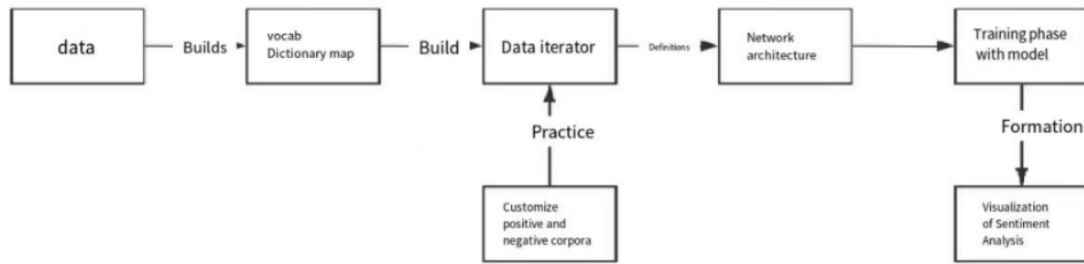 data
Builds
vocab
Dictionary map
Build
Data iterator
Definitions
Network
architecture
Training phase
with model
Practice
Formation
Customize
positive and
negative corpora
Visualization
of Sentiment
Analysis